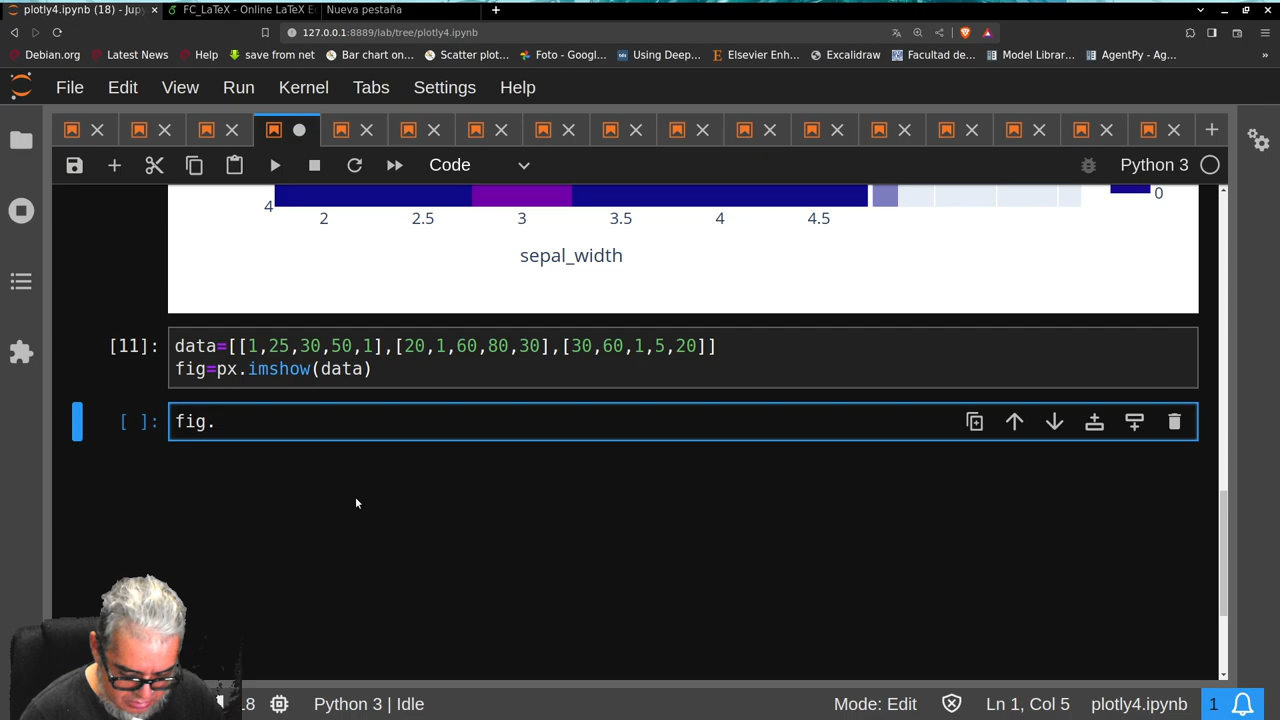 plotly4.ipynb (18) - Jupy
FC_LaTeX - Online LaTeX E
Nueva pestaña
127.0.0.1:8889/lab/tree/plotly4.ipynb
Debian.org
Latest News
Help
save from net
Bar chart on...
Scatter plot...
Foto - Googl...
Using Deep...
Elsevier Enh...
Excalidraw
Facultad de...
Model Librar...
AgentPy - Ag...
»
File Edit View Run Kernel Tabs Settings Help
Code
Python 3
4
0
2 2.5 3 3.5 4 4.5
sepal_width
[11]: data=[[1,25,30,50,1],[20,1,60,80,30],[30,60,1,5,20]]
fig=px.imshow(data)
[ ]: fig.
8
Python 3 | Idle
Mode: Edit
Ln 1, Col 5
plotly4.ipynb
1